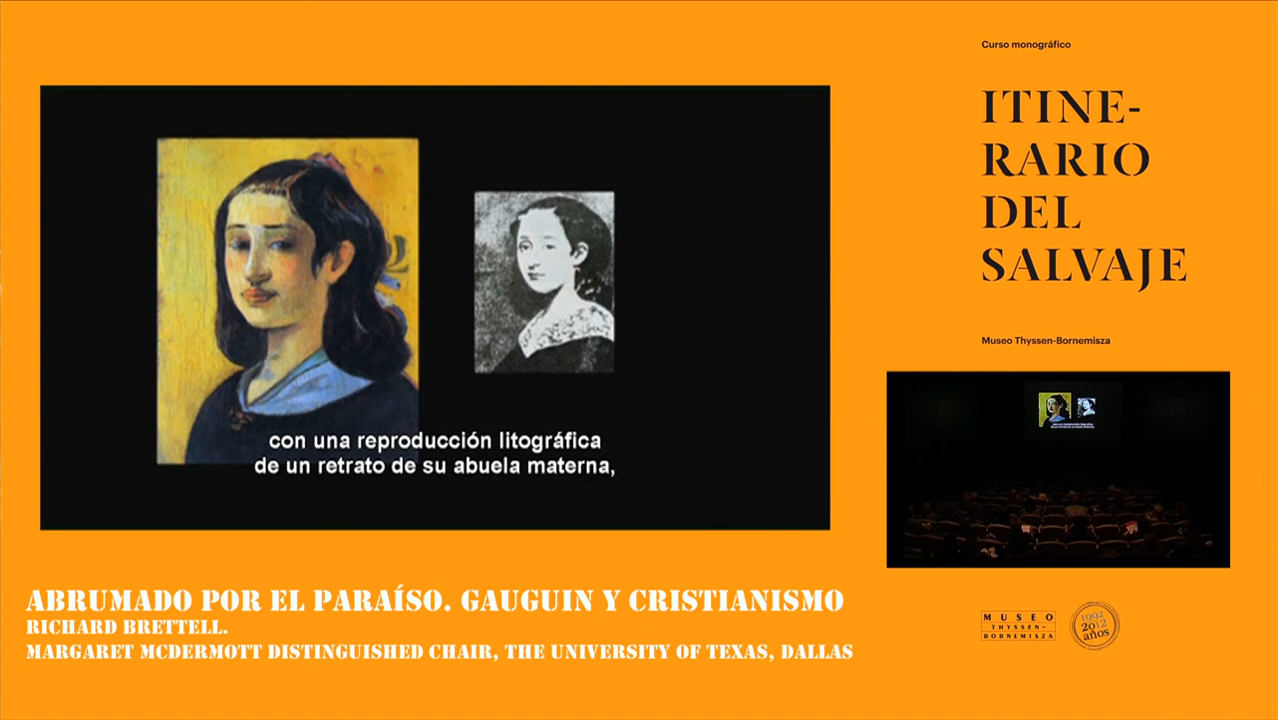 Curso monográfico
ITINE-
RARIO
DEL
SALVAJE
Museo Thyssen-Bornemisza
con una reproducción litográfica
de un retrato de su abuela materna,
ABRUMADO POR EL PARAÍSO. GAUGUIN Y CRISTIANISMO
RICHARD BRETTELL.
MARGARET MCDERMOTT DISTINGUISHED CHAIR, THE UNIVERSITY OF TEXAS, DALLAS
MUSEO
THYSSEN-
BORNEMISZA
1992
2012
años